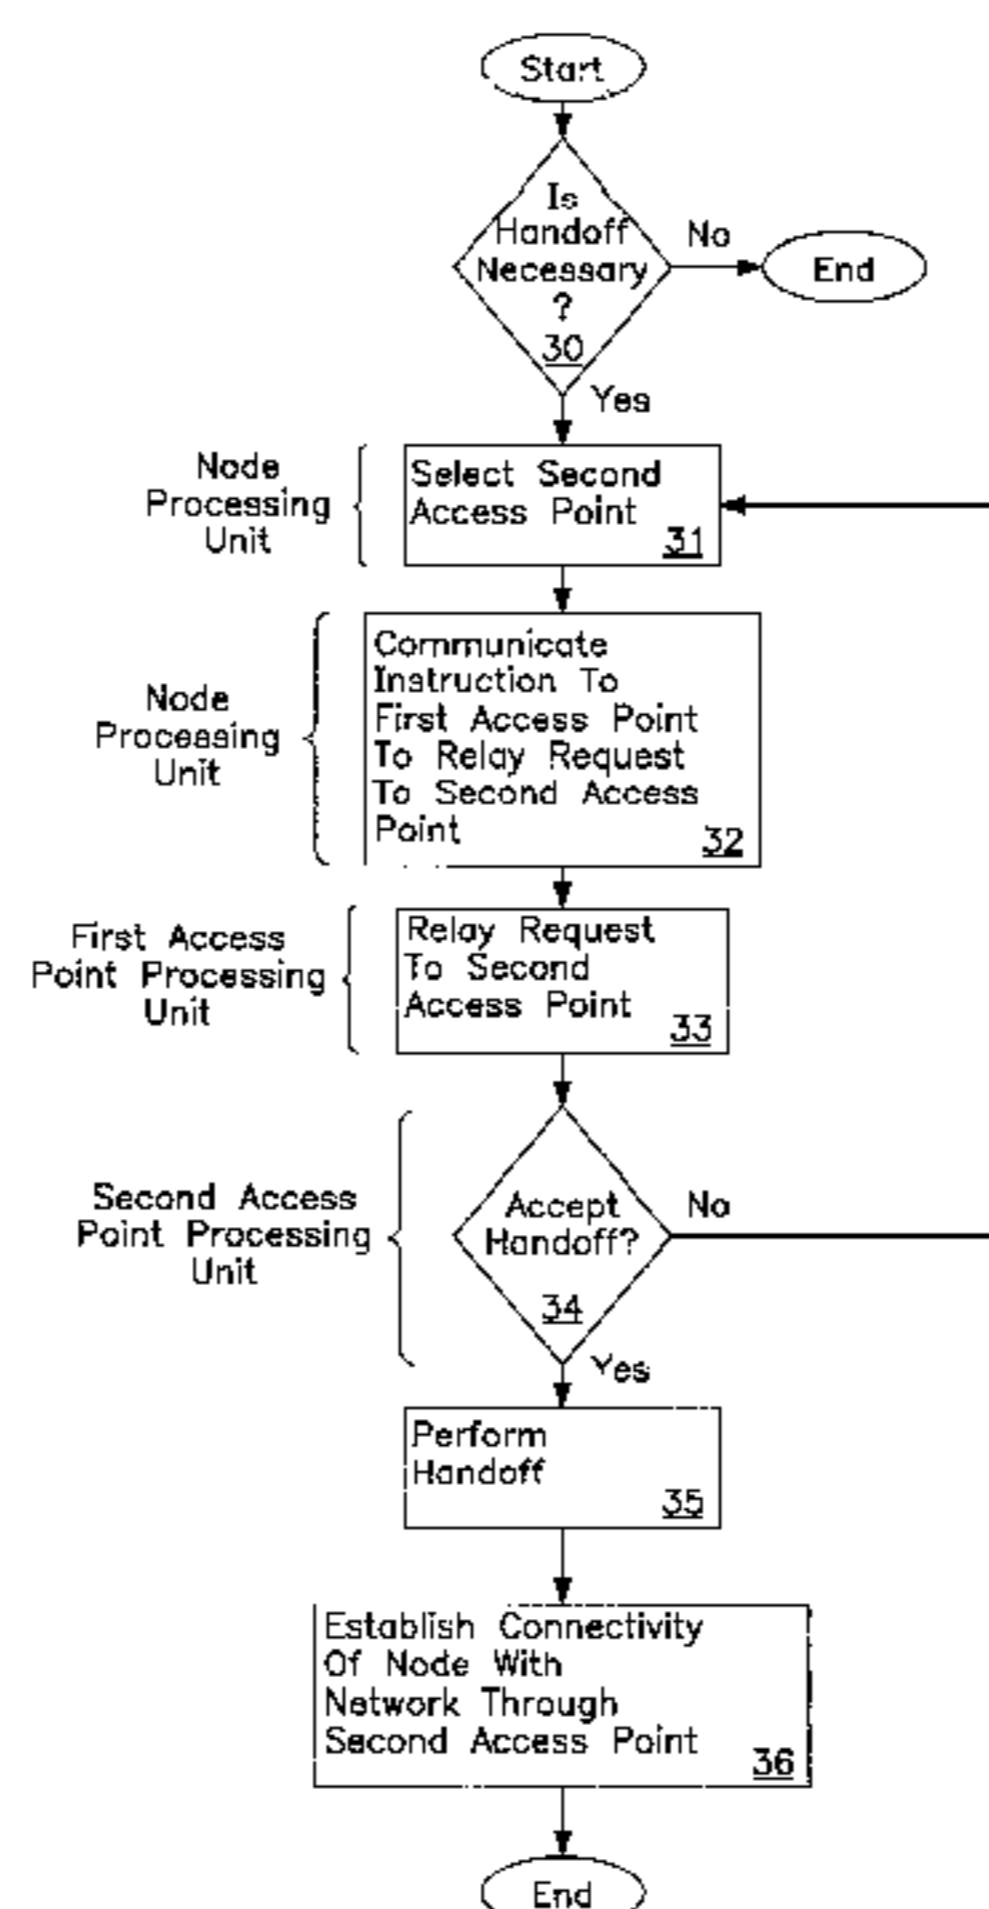 Start
Is
Handoff
Necessary
?
30
No
End
Yes
Node
Processing
Unit
Select Second
Access Point
31
Node
Processing
Unit
Communicate
Instruction To
First Access Point
To Relay Request
To Second Access
Point
32
First Access
Point Processing
Unit
Relay Request
To Second
Access Point
33
Second Access
Point Processing
Unit
Accept
Handoff?
34
No
Yes
Perform
Handoff
35
Establish Connectivity
Of Node With
Network Through
Second Access Point
36
End